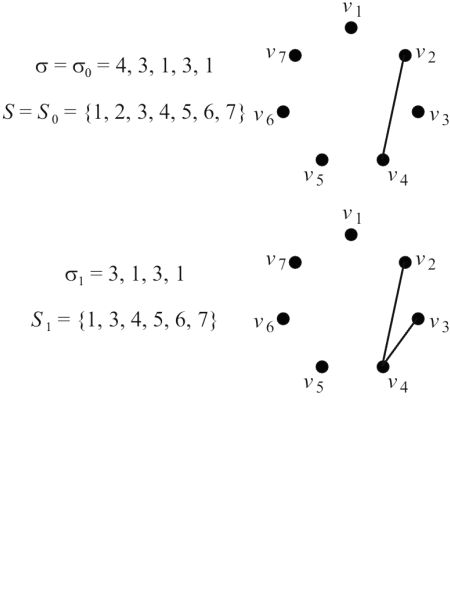 v₁
v₇ v₂
σ = σ₀ = 4, 3, 1, 3, 1
S = S₀ = {1, 2, 3, 4, 5, 6, 7} v₆ v₃
v₅ v₄
v₁
v₇ v₂
σ₁ = 3, 1, 3, 1
S₁ = {1, 3, 4, 5, 6, 7} v₆ v₃
v₅ v₄